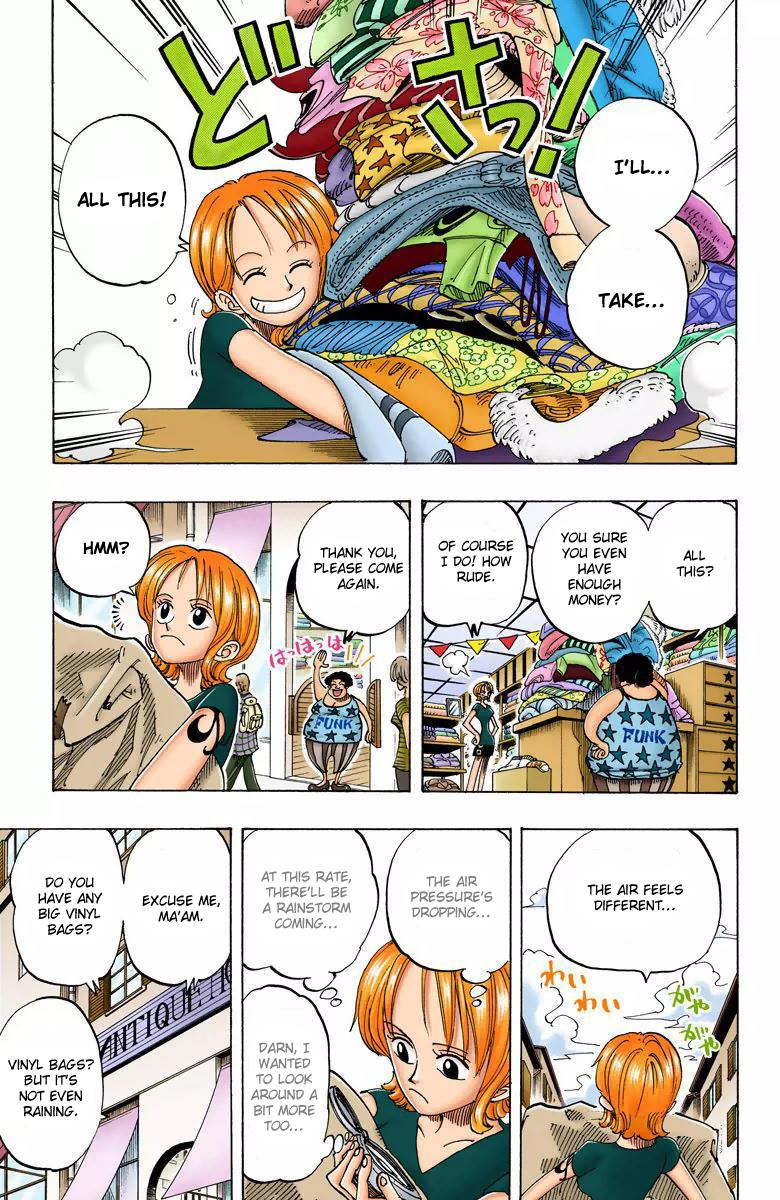 I'LL...
TAKE...
ALL THIS!
どさっ!
ALL
THIS?
YOU SURE
YOU EVEN
HAVE
ENOUGH
MONEY?
OF COURSE
I DO! HOW
RUDE.
FUNK
THANK YOU,
PLEASE COME
AGAIN.
はっはっは!!
FUNK
HMM?
THE AIR FEELS
DIFFERENT...
がや
がや
わい
わい
THE AIR
PRESSURE'S
DROPPING...
AT THIS RATE,
THERE'LL BE
A RAINSTORM
COMING...
DARN, I
WANTED TO
LOOK
AROUND A
BIT MORE
TOO...
EXCUSE ME,
MA'AM.
DO YOU
HAVE ANY
BIG VINYL
BAGS?
ANTIQUE
VINYL BAGS?
BUT IT'S
NOT EVEN
RAINING.